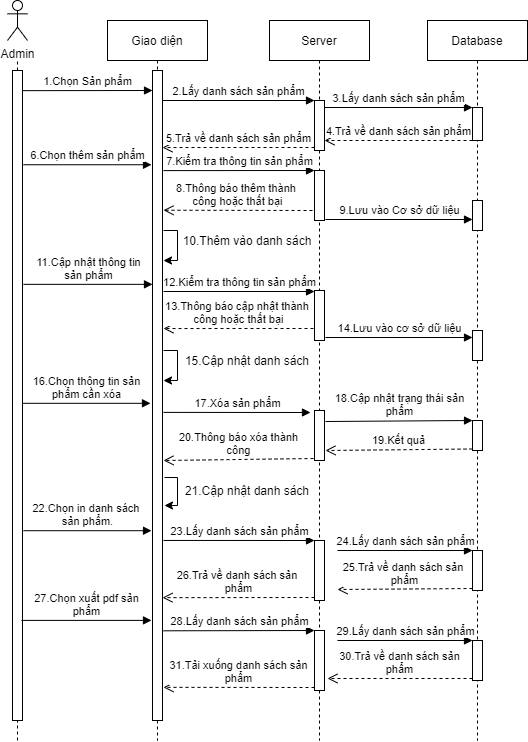 Giao diện
Server
Database
Admin
1.Chọn Sản phẩm
2.Lấy danh sách sản phẩm
3.Lấy danh sách sản phẩm
4.Trả về danh sách sản phẩm
5.Trả về danh sách sản phẩm
6.Chọn thêm sản phẩm
7.Kiểm tra thông tin sản phẩm
8.Thông báo thêm thành
công hoặc thất bại
9.Lưu vào Cơ sở dữ liệu
10.Thêm vào danh sách
11.Cập nhật thông tin
sản phẩm
12.Kiểm tra thông tin sản phẩm
13.Thông báo cập nhật thành
công hoặc thất bại
14.Lưu vào cơ sở dữ liệu
15.Cập nhật danh sách
16.Chọn thông tin sản
phẩm cần xóa
17.Xóa sản phẩm
18.Cập nhật trạng thái sản
phẩm
19.Kết quả
20.Thông báo xóa thành
công
21.Cập nhật danh sách
22.Chọn in danh sách
sản phẩm.
23.Lấy danh sách sản phẩm
24.Lấy danh sách sản phẩm
25.Trả về danh sách sản
phẩm
26.Trả về danh sách sản
phẩm
27.Chọn xuất pdf sản
phẩm
28.Lấy danh sách sản phẩm
29.Lấy danh sách sản phẩm
30.Trả về danh sách sản
phẩm
31.Tải xuống danh sách sản
phẩm